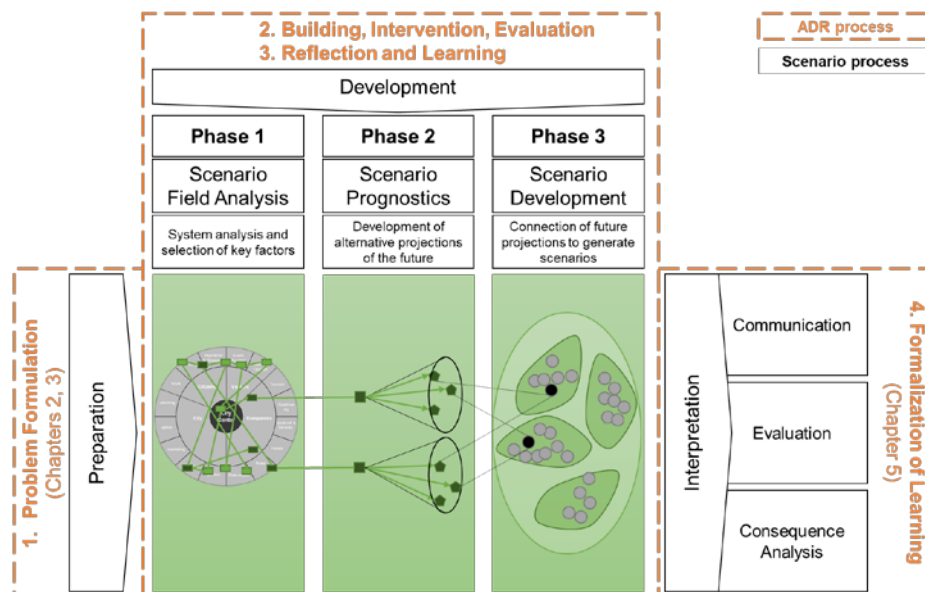 2. Building, Intervention, Evaluation
3. Reflection and Learning
ADR process
Scenario process
Development
Phase 1
Phase 2
Phase 3
Scenario
Field Analysis
Scenario
Prognostics
Scenario
Development
System analysis and
selection of key factors
Development of
alternative projections
of the future
Connection of future
projections to generate
scenarios
1. Problem Formulation
(Chapters 2, 3)
Preparation
Interpretation
Communication
Evaluation
Consequence
Analysis
4. Formalization of Learning
(Chapter 5)